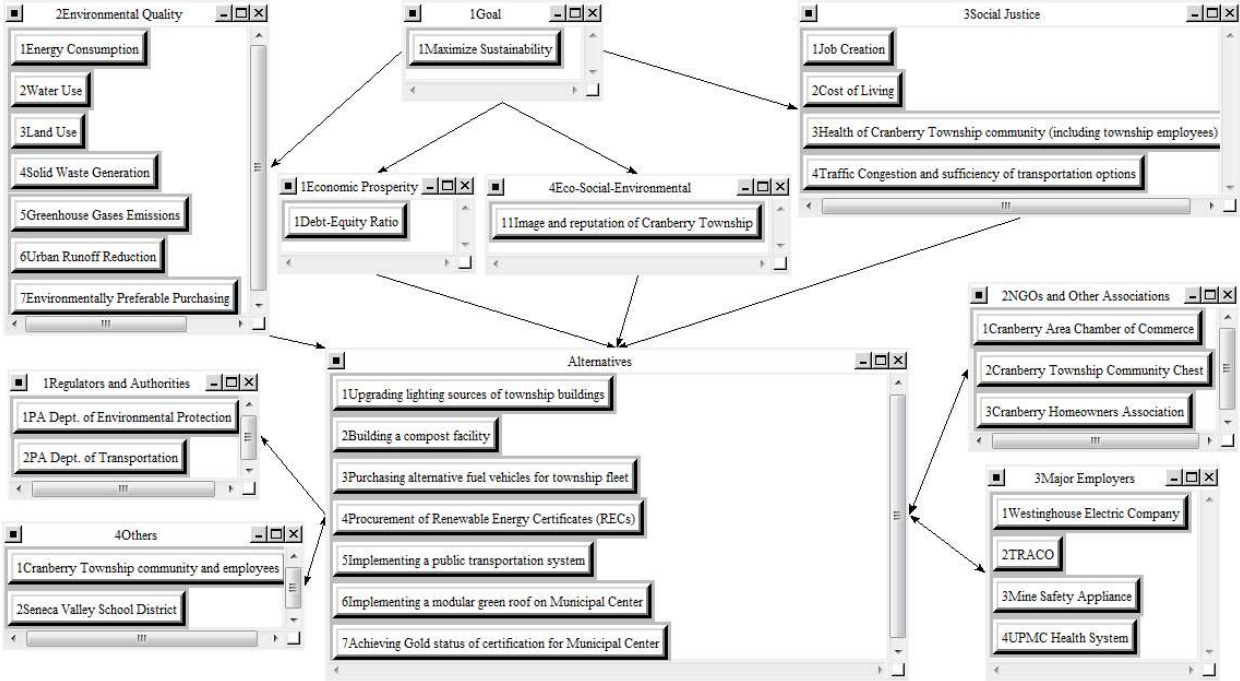 2Environmental Quality
1Energy Consumption
2Water Use
3Land Use
4Solid Waste Generation
5Greenhouse Gases Emissions
6Urban Runoff Reduction
7Environmentally Preferable Purchasing
1Goal
1Maximize Sustainability
3Social Justice
1Job Creation
2Cost of Living
3Health of Cranberry Township community (including township employees)
4Traffic Congestion and sufficiency of transportation options
1Economic Prosperity
1Debt-Equity Ratio
4Eco-Social-Environmental
11Image and reputation of Cranberry Township
2NGOs and Other Associations
1Cranberry Area Chamber of Commerce
2Cranberry Township Community Chest
3Cranberry Homeowners Association
Alternatives
1Upgrading lighting sources of township buildings
2Building a compost facility
3Purchasing alternative fuel vehicles for township fleet
4Procurement of Renewable Energy Certificates (RECs)
5Implementing a public transportation system
6Implementing a modular green roof on Municipal Center
7Achieving Gold status of certification for Municipal Center
1Regulators and Authorities
1PA Dept. of Environmental Protection
2PA Dept. of Transportation
4Others
1Cranberry Township community and employees
2Seneca Valley School District
3Major Employers
1Westinghouse Electric Company
2TRACO
3Mine Safety Appliance
4UPMC Health System